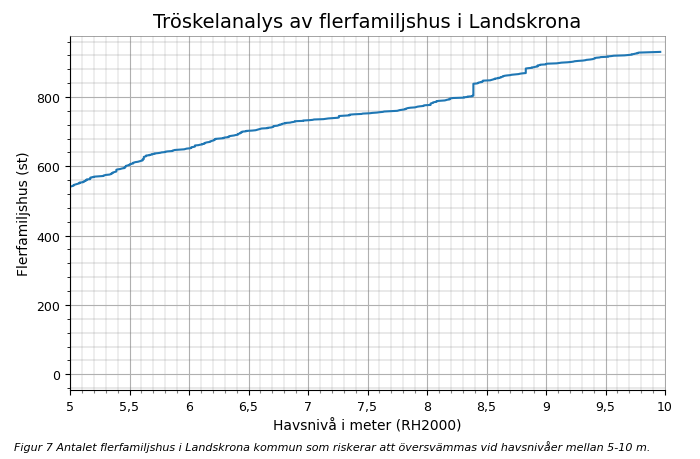 Tröskelanalys av flerfamiljshus i Landskrona
Flerfamiljshus (st)
800
600
400
200
0
5 5,5 6 6,5 7 7,5 8 8,5 9 9,5 10
Havsnivå i meter (RH2000)
Figur 7 Antalet flerfamiljshus i Landskrona kommun som riskerar att översvämmas vid havsnivåer mellan 5-10 m.